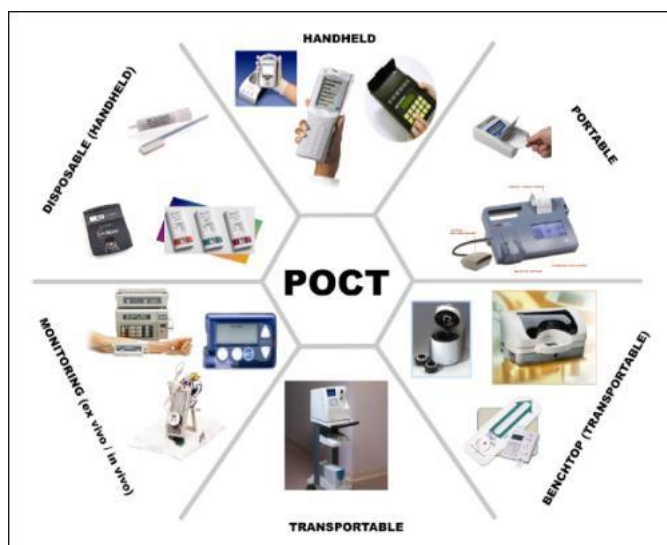 HANDHELD
DISPOSABLE (HANDHELD)
PORTABLE
POCT
MONITORING (ex vivo / in vivo)
BENCHTOP (TRANSPORTABLE)
TRANSPORTABLE